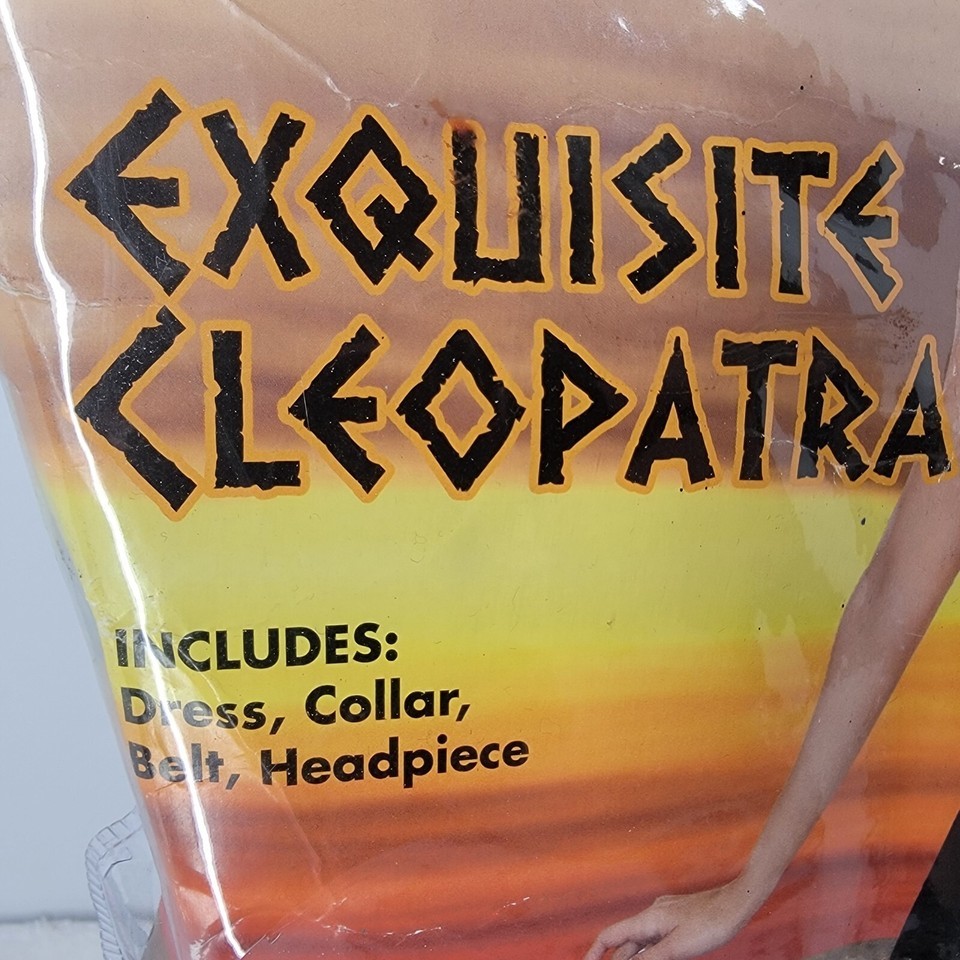 EXQUISITE
CLEOPATRA
INCLUDES:
Dress, Collar,
Belt, Headpiece